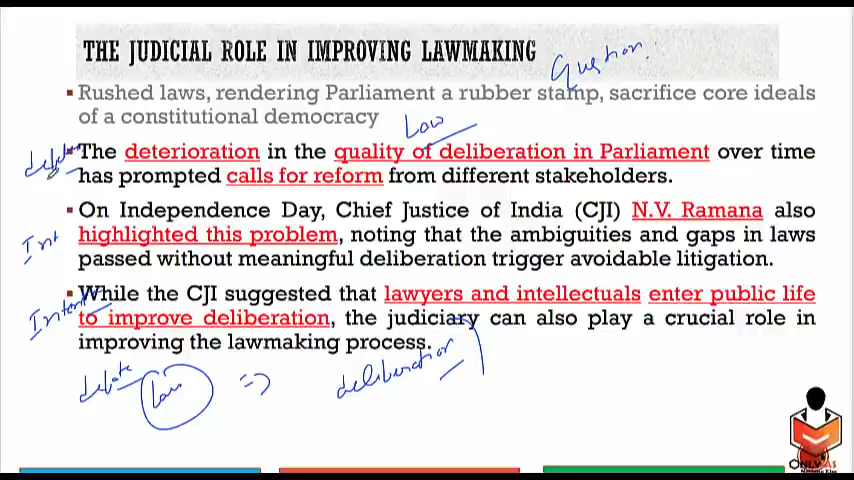 THE JUDICIAL ROLE IN IMPROVING LAWMAKING
Question
▪ Rushed laws, rendering Parliament a rubber stamp, sacrifice core ideals
of a constitutional democracy
Law
▪ The deterioration in the quality of deliberation in Parliament over time
has prompted calls for reform from different stakeholders.
▪ On Independence Day, Chief Justice of India (CJI) N.V. Ramana also
Int
highlighted this problem, noting that the ambiguities and gaps in laws
passed without meaningful deliberation trigger avoidable litigation.
▪ While the CJI suggested that lawyers and intellectuals enter public life
to improve deliberation, the judiciary can also play a crucial role in
improving the lawmaking process.
debate law => deliberation